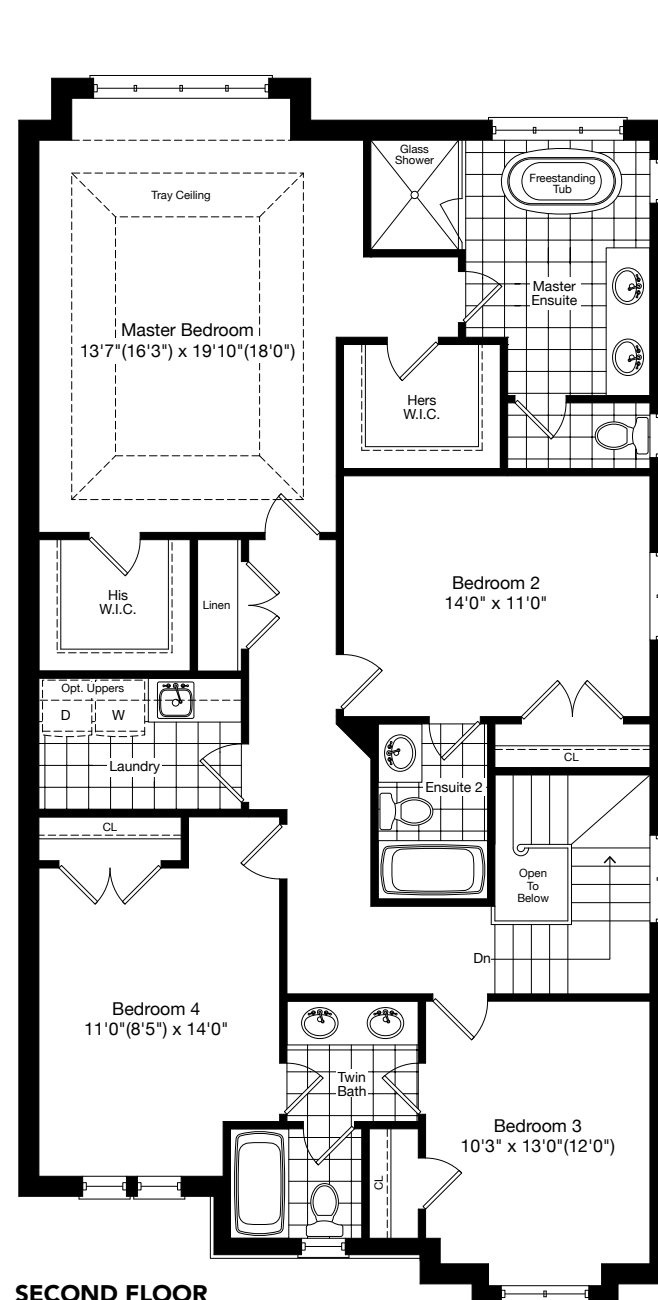 Glass
Shower
Freestanding
Tub
Tray Ceiling
Master
Ensuite
Master Bedroom
13'7"(16'3") x 19'10"(18'0")
Hers
W.I.C.
Bedroom 2
14'0" x 11'0"
His
W.I.C.
Linen
Opt. Uppers
D
W
Laundry
CL
Ensuite 2
CL
Open
To
Below
Dn
Bedroom 4
11'0"(8'5") x 14'0"
Twin
Bath
Bedroom 3
10'3" x 13'0"(12'0")
CL
SECOND FLOOR